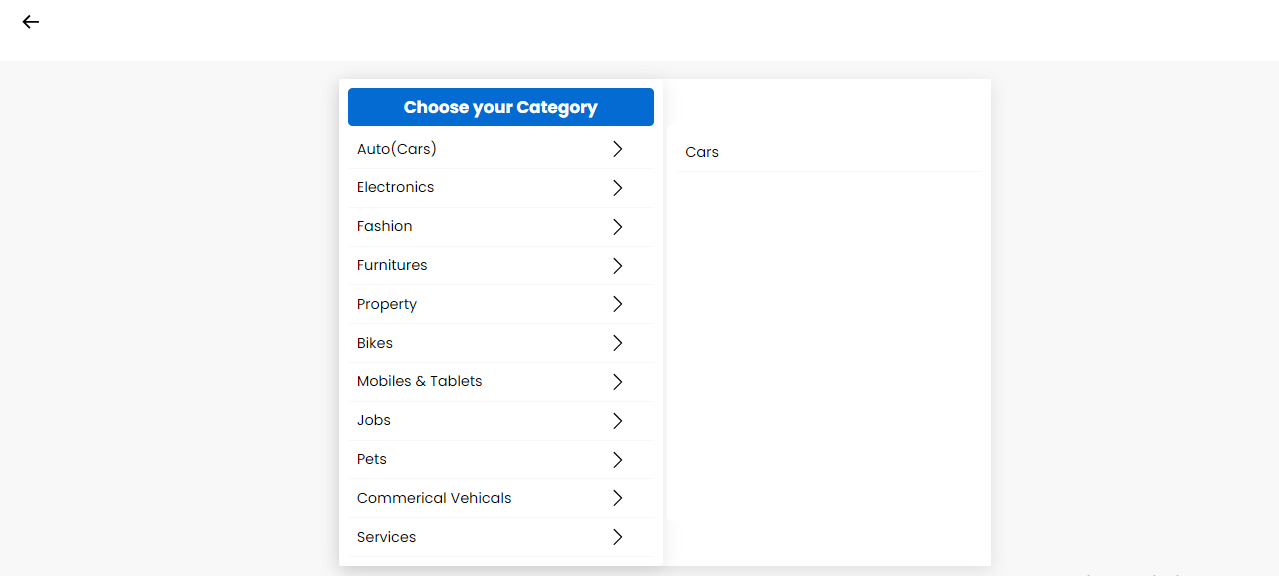 Choose your Category
Auto(Cars)
Electronics
Fashion
Furnitures
Property
Bikes
Mobiles & Tablets
Jobs
Pets
Commerical Vehicals
Services
Cars